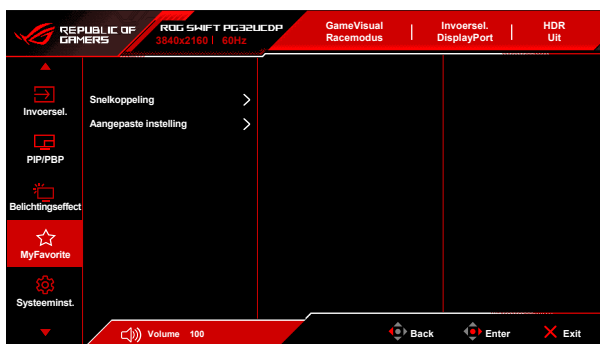 REPUBLIC OF
GAMERS
ROG SWIFT PG32UCDP
3840x2160 | 60Hz
GameVisual
Racemodus
Invoersel.
DisplayPort
HDR
Uit
Invoersel.
PIP/PBP
Belichtingseffect
MyFavorite
Systeeminst.
Snelkoppeling
Aangepaste instelling
Volume 100
Back
Enter
Exit